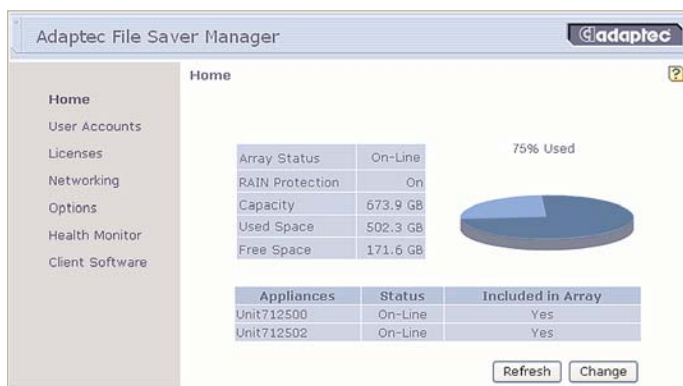 Adaptec File Saver Manager
adaptec
Home
?
Home
User Accounts
Licenses
Networking
Options
Health Monitor
Client Software
Array Status On-Line
RAIN Protection On
Capacity 673.9 GB
Used Space 502.3 GB
Free Space 171.6 GB
75% Used
Appliances Status Included in Array
Unit712500 On-Line Yes
Unit712502 On-Line Yes
Refresh Change